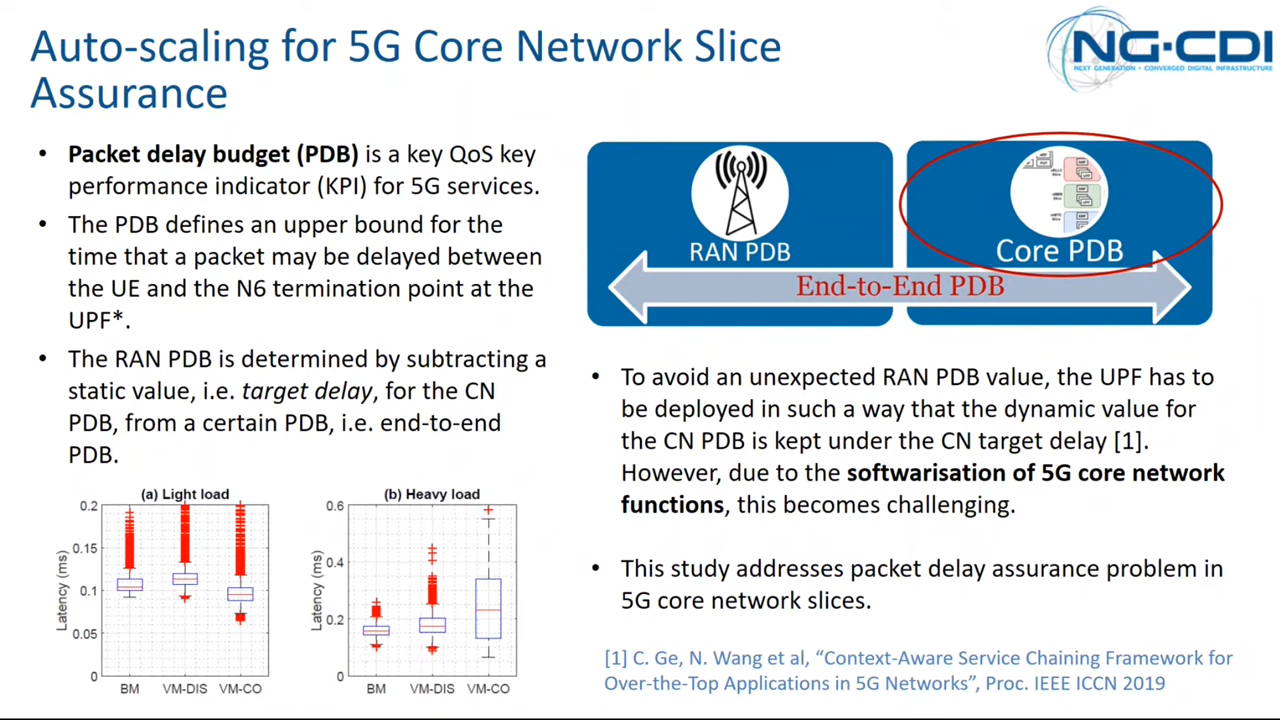 Auto-scaling for 5G Core Network Slice
Assurance
NG-CDI
NEXT GENERATION • CONVERGED DIGITAL INFRASTRUCTURE
• Packet delay budget (PDB) is a key QoS key
performance indicator (KPI) for 5G services.
• The PDB defines an upper bound for the
time that a packet may be delayed between
the UE and the N6 termination point at the
UPF*.
• The RAN PDB is determined by subtracting a
static value, i.e. target delay, for the CN
PDB, from a certain PDB, i.e. end-to-end
PDB.
(a) Light load
0.2
0.15
0.1
0.05
0
Latency (ms)
BM VM-DIS VM-CO
(b) Heavy load
0.6
0.4
0.2
0
Latency (ms)
BM VM-DIS VM-CO
RAN PDB
Core PDB
End-to-End PDB
• To avoid an unexpected RAN PDB value, the UPF has to
be deployed in such a way that the dynamic value for
the CN PDB is kept under the CN target delay [1].
However, due to the softwarisation of 5G core network
functions, this becomes challenging.
• This study addresses packet delay assurance problem in
5G core network slices.
[1] C. Ge, N. Wang et al, “Context-Aware Service Chaining Framework for
Over-the-Top Applications in 5G Networks”, Proc. IEEE ICCN 2019